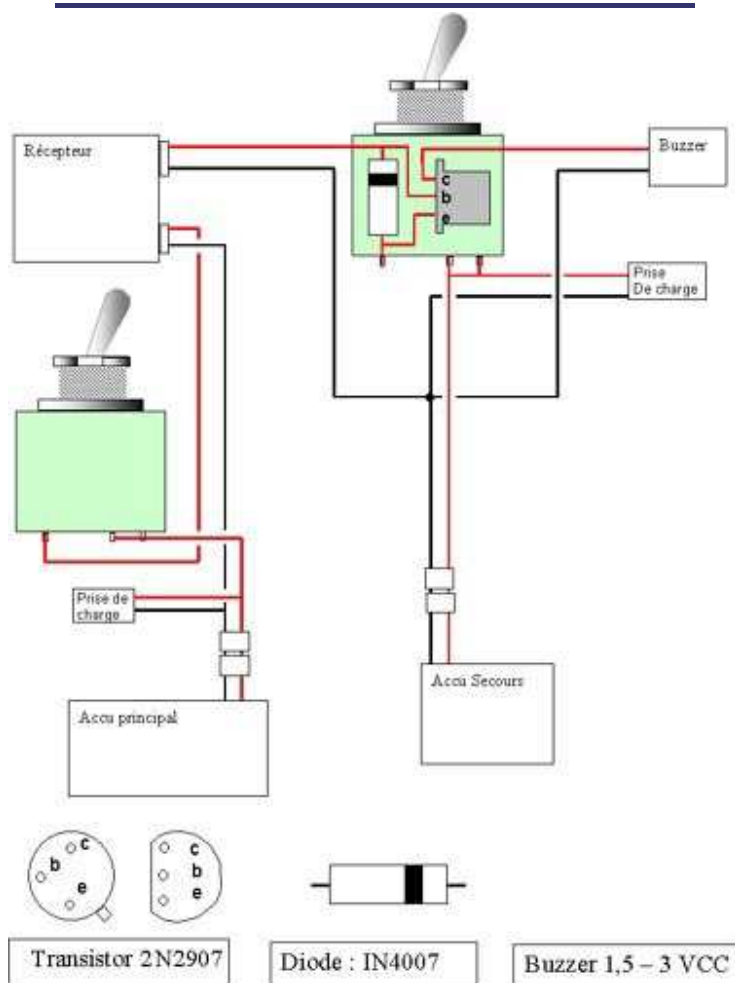 Récepteur
Buzzer
c
b
e
Prise
De charge
Prise de
charge
Accu Secours
Accu principal
c
b
e
c
b
e
Transistor 2N2907
Diode : IN4007
Buzzer 1,5 – 3 VCC